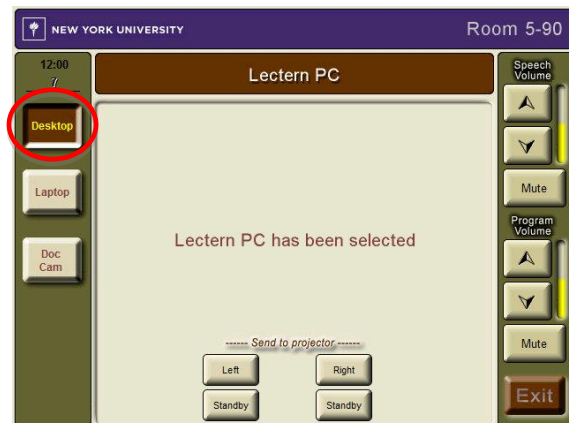 NEW YORK UNIVERSITY
Room 5-90
12:00
7
Lectern PC
Speech
Volume
Desktop
Mute
Laptop
Lectern PC has been selected
Program
Volume
Doc
Cam
------ Send to projector ------
Left
Right
Mute
Standby
Standby
Exit